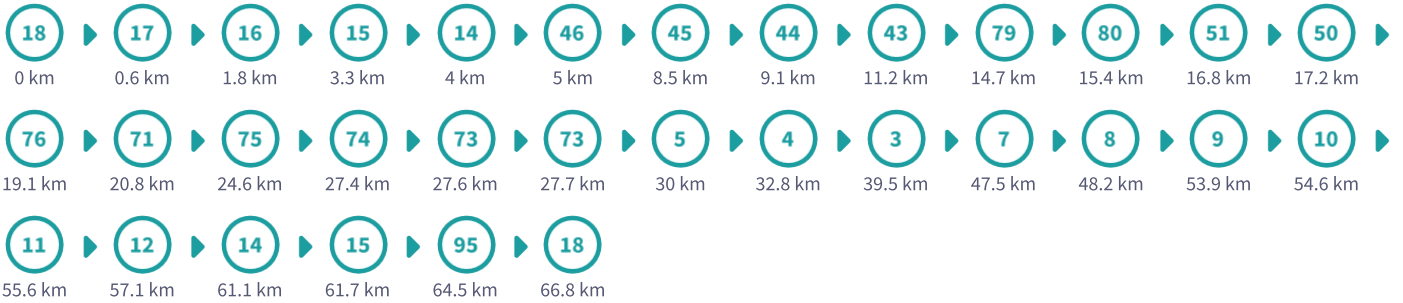 18 17 16 15 14 46 45 44 43 79 80 51 50
0 km 0.6 km 1.8 km 3.3 km 4 km 5 km 8.5 km 9.1 km 11.2 km 14.7 km 15.4 km 16.8 km 17.2 km
76 71 75 74 73 73 5 4 3 7 8 9 10
19.1 km 20.8 km 24.6 km 27.4 km 27.6 km 27.7 km 30 km 32.8 km 39.5 km 47.5 km 48.2 km 53.9 km 54.6 km
11 12 14 15 95 18
55.6 km 57.1 km 61.1 km 61.7 km 64.5 km 66.8 km